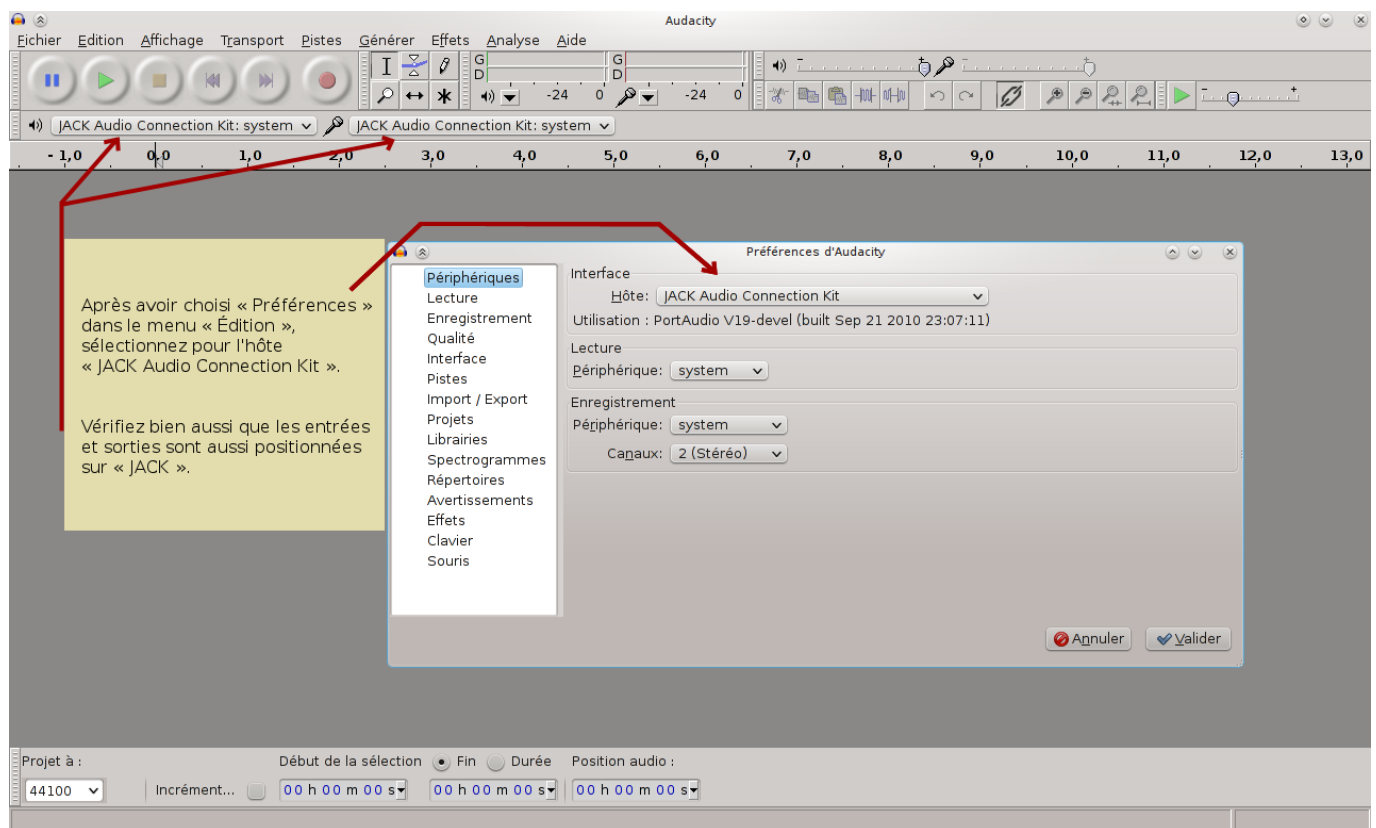 Audacity
Eichier Edition Affichage Transport Pistes Générer Effets Analyse Aide
G
D
-24 0
G
D
-24 0
JACK Audio Connection Kit: system
JACK Audio Connection Kit: system
- 1,0 0,0 1,0 2,0 3,0 4,0 5,0 6,0 7,0 8,0 9,0 10,0 11,0 12,0 13,0
Après avoir choisi « Préférences »
dans le menu « Édition »,
sélectionnez pour l'hôte
« JACK Audio Connection Kit ».
Vérifiez bien aussi que les entrées
et sorties sont aussi positionnées
sur « JACK ».
Préférences d'Audacity
Périphériques
Lecture
Enregistrement
Qualité
Interface
Pistes
Import / Export
Projets
Librairies
Spectrogrammes
Répertoires
Avertissements
Effets
Clavier
Souris
Interface
Hôte: JACK Audio Connection Kit
Utilisation : PortAudio V19-devel (built Sep 21 2010 23:07:11)
Lecture
Périphérique: system
Enregistrement
Périphérique: system
Canaux: 2 (Stéréo)
Annuler Valider
Projet à : Début de la sélection Fin Durée Position audio :
44100 Incrément... 00 h 00 m 00 s 00 h 00 m 00 s 00 h 00 m 00 s